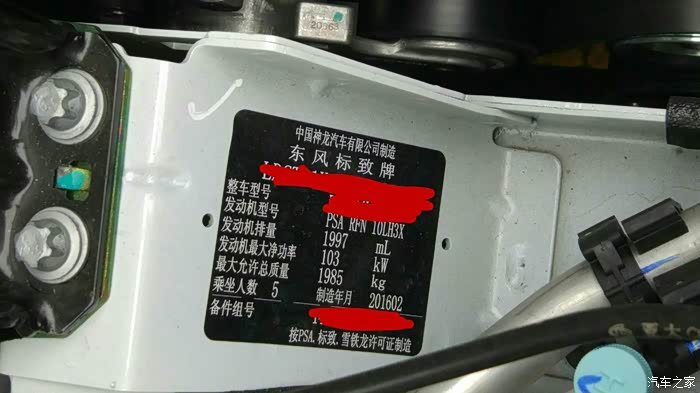 20963
中国神龙汽车有限公司制造
东风标致牌
整车型号
发动机型号 PSA RFN 10LH3X
发动机排量 1997 mL
发动机最大净功率 103 kW
最大允许总质量 1985 kg
乘坐人数 5 制造年月 201602
备件组号
按PSA.标致.雪铁龙许可证制造
汽车之家